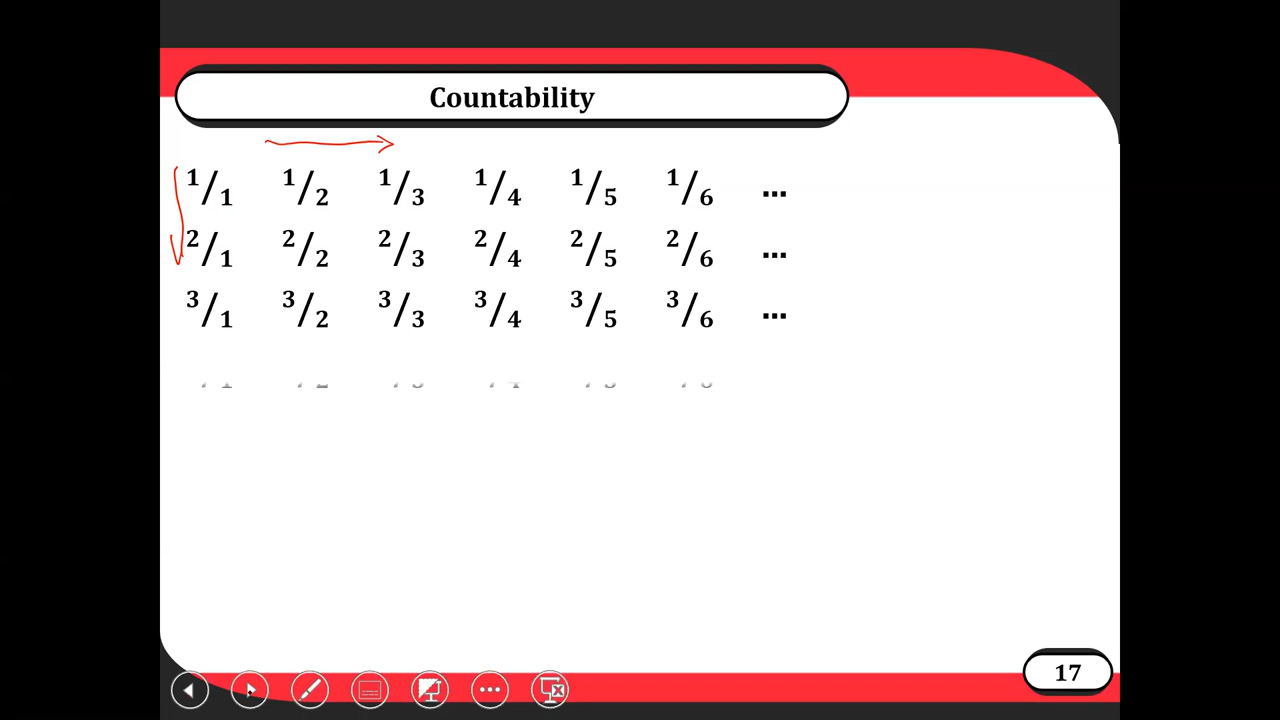 Countability
1/1 1/2 1/3 1/4 1/5 1/6 ...
2/1 2/2 2/3 2/4 2/5 2/6 ...
3/1 3/2 3/3 3/4 3/5 3/6 ...
17